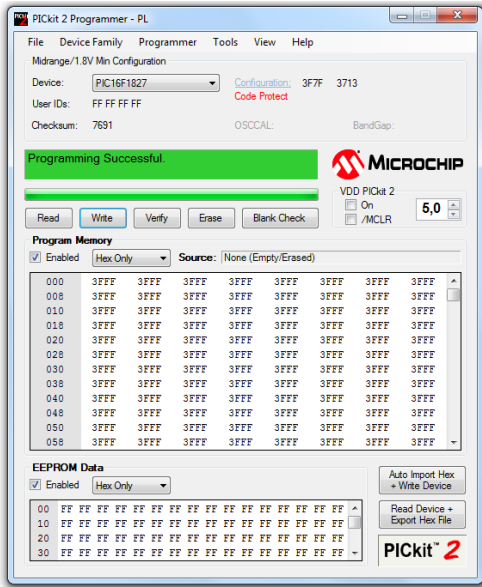 PICkit 2 Programmer - PL
File Device Family Programmer Tools View Help
Midrange/1.8V Min Configuration
Device: PIC16F1827 Configuration: 3F7F 3713
Code Protect
User IDs: FF FF FF FF
Checksum: 7691 OSCCAL: BandGap:
Programming Successful.
MICROCHIP
VDD PICkit 2
On
/MCLR
5,0
Read Write Verify Erase Blank Check
Program Memory
Enabled Hex Only Source: None (Empty/Erased)
000 3FFF 3FFF 3FFF 3FFF 3FFF 3FFF 3FFF 3FFF
008 3FFF 3FFF 3FFF 3FFF 3FFF 3FFF 3FFF 3FFF
010 3FFF 3FFF 3FFF 3FFF 3FFF 3FFF 3FFF 3FFF
018 3FFF 3FFF 3FFF 3FFF 3FFF 3FFF 3FFF 3FFF
020 3FFF 3FFF 3FFF 3FFF 3FFF 3FFF 3FFF 3FFF
028 3FFF 3FFF 3FFF 3FFF 3FFF 3FFF 3FFF 3FFF
030 3FFF 3FFF 3FFF 3FFF 3FFF 3FFF 3FFF 3FFF
038 3FFF 3FFF 3FFF 3FFF 3FFF 3FFF 3FFF 3FFF
040 3FFF 3FFF 3FFF 3FFF 3FFF 3FFF 3FFF 3FFF
048 3FFF 3FFF 3FFF 3FFF 3FFF 3FFF 3FFF 3FFF
050 3FFF 3FFF 3FFF 3FFF 3FFF 3FFF 3FFF 3FFF
058 3FFF 3FFF 3FFF 3FFF 3FFF 3FFF 3FFF 3FFF
EEPROM Data
Enabled Hex Only
00 FF FF FF FF FF FF FF FF FF FF FF FF FF FF FF FF
10 FF FF FF FF FF FF FF FF FF FF FF FF FF FF FF FF
20 FF FF FF FF FF FF FF FF FF FF FF FF FF FF FF FF
30 FF FF FF FF FF FF FF FF FF FF FF FF FF FF FF FF
Auto Import Hex
+ Write Device
Read Device +
Export Hex File
PICkit™ 2